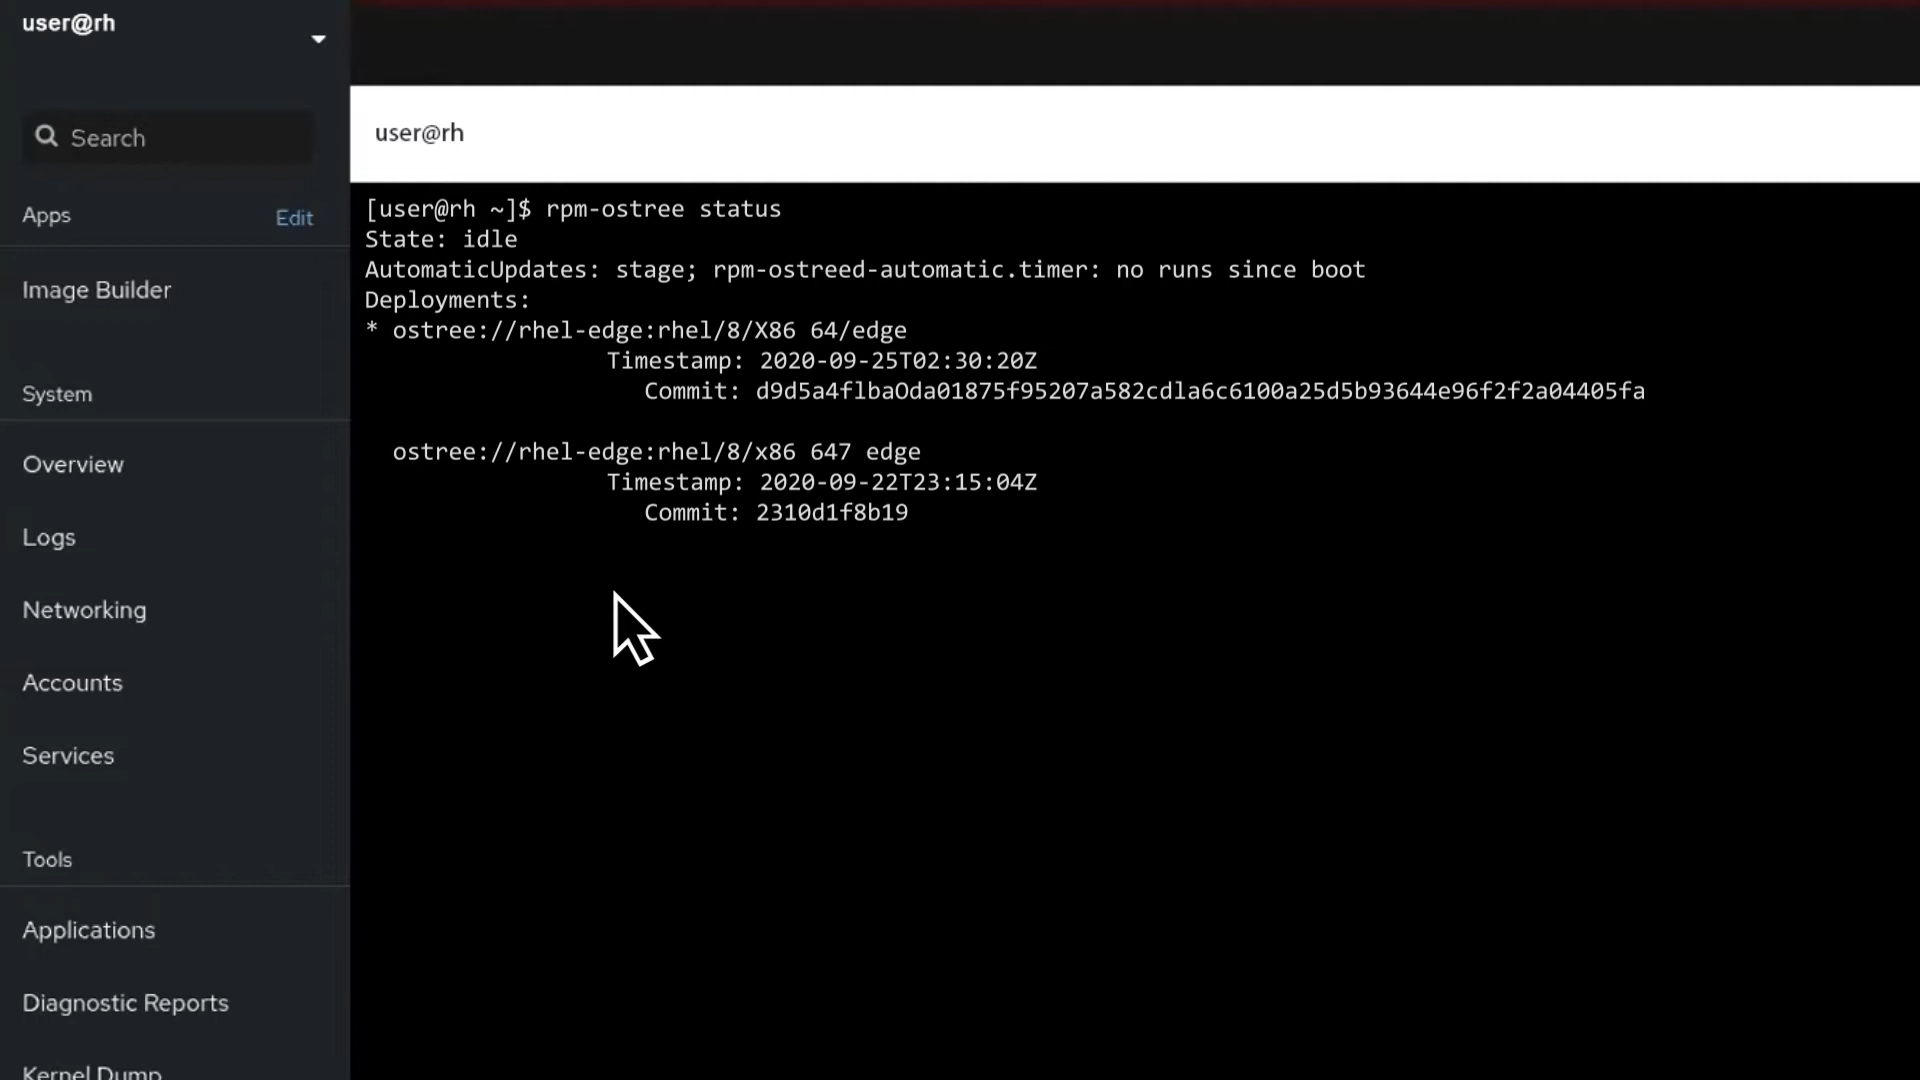 user@rh
Search
Apps
Edit
Image Builder
System
Overview
Logs
Networking
Accounts
Services
Tools
Applications
Diagnostic Reports
Kernel Dump
user@rh
[user@rh ~]$ rpm-ostree status
State: idle
AutomaticUpdates: stage; rpm-ostreed-automatic.timer: no runs since boot
Deployments:
* ostree://rhel-edge:rhel/8/X86 64/edge
Timestamp: 2020-09-25T02:30:20Z
Commit: d9d5a4flbaOda01875f95207a582cdla6c6100a25d5b93644e96f2f2a04405fa
ostree://rhel-edge:rhel/8/x86 647 edge
Timestamp: 2020-09-22T23:15:04Z
Commit: 2310d1f8b19